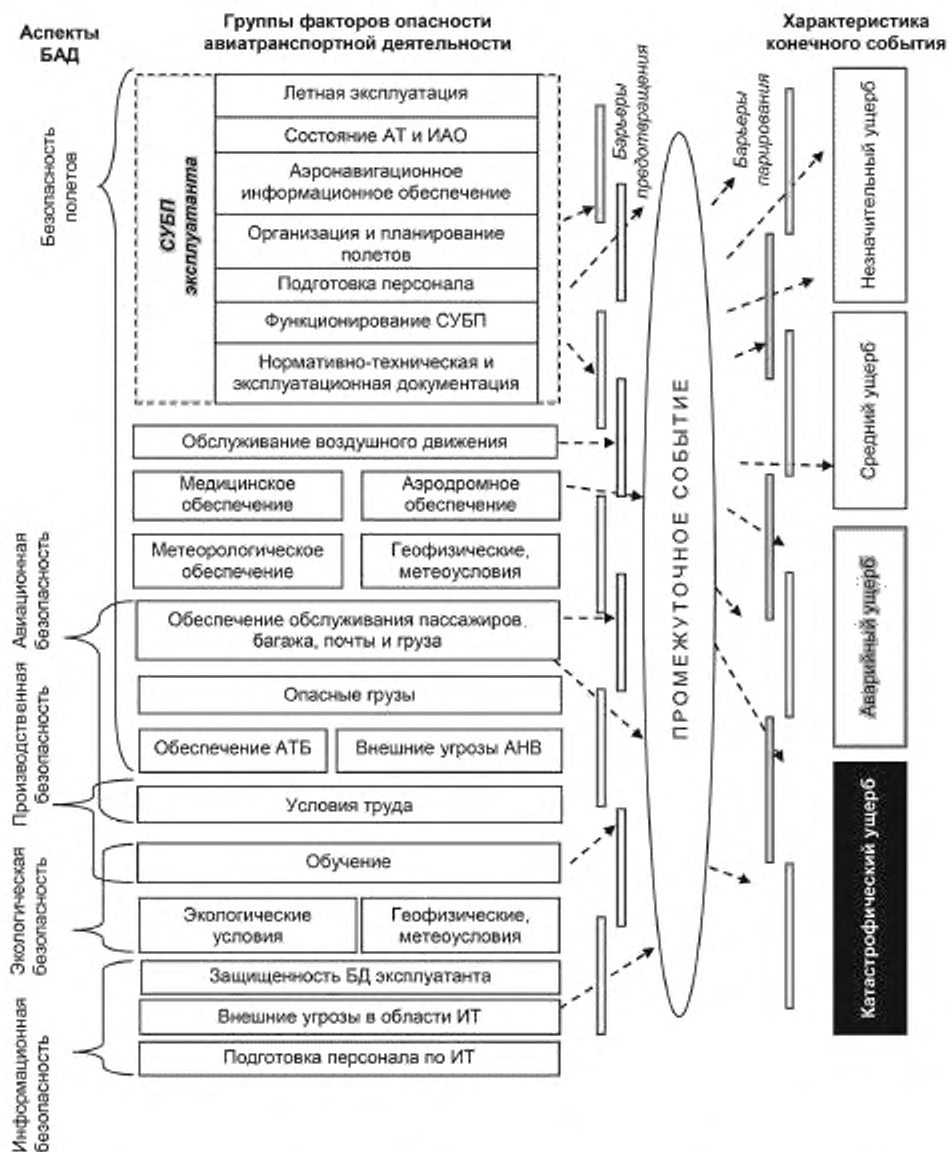 Аспекты
БАД
Группы факторов опасности
авиатранспортной деятельности
Характеристика
конечного события
Безопасность
полетов
СУБП
эксплуатанта
Летная эксплуатация
Состояние АТ и ИАО
Аэронавигационное
информационное обеспечение
Организация и планирование
полетов
Подготовка персонала
Функционирование СУБП
Нормативно-техническая и
эксплуатационная документация
Обслуживание воздушного движения
Медицинское
обеспечение
Аэродромное
обеспечение
Метеорологическое
обеспечение
Геофизические,
метеоусловия
Авиационная
безопасность
Обеспечение обслуживания пассажиров,
багажа, почты и груза
Опасные грузы
Обеспечение АТБ
Внешние угрозы АНВ
Производственная
безопасность
Условия труда
Обучение
Экологическая
безопасность
Экологические
условия
Геофизические,
метеоусловия
Информационная
безопасность
Защищенность БД эксплуатанта
Внешние угрозы в области ИТ
Подготовка персонала по ИТ
Барьеры
предотвращения
ПРОМЕЖУТОЧНОЕ СОБЫТИЕ
Барьеры
парирования
Незначительный ущерб
Средний ущерб
Аварийный ущерб
Катастрофический ущерб